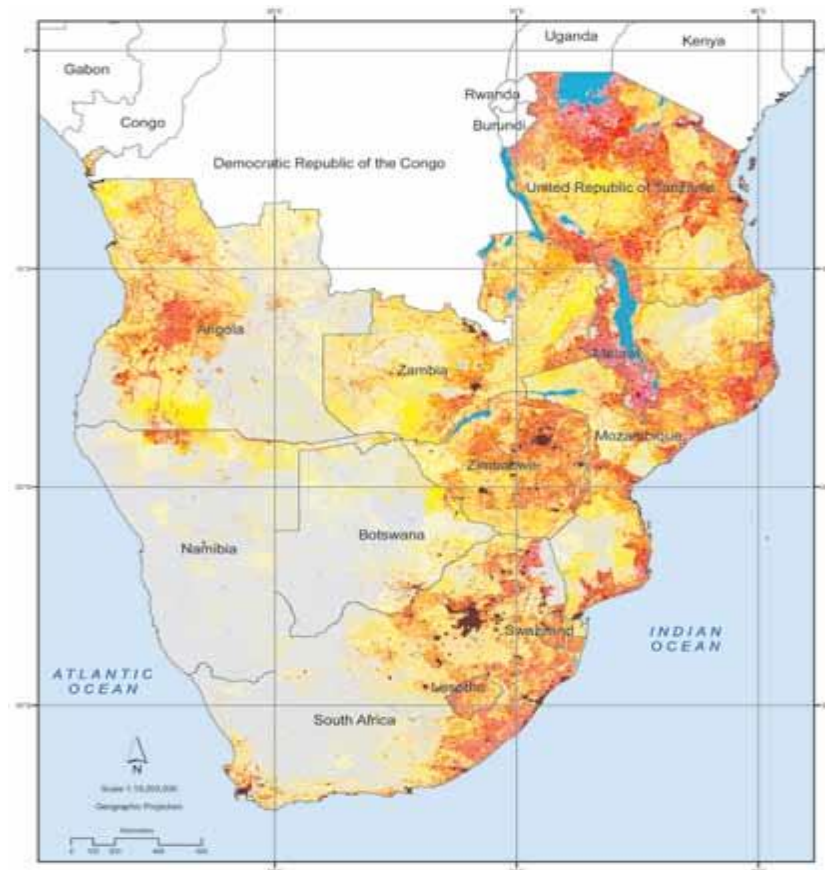 Uganda
Kenya
Gabon
Rwanda
Congo
Burundi
Democratic Republic of the Congo
United Republic of Tanzania
Angola
Malawi
Zambia
Mozambique
Zimbabwe
Botswana
Namibia
INDIAN
OCEAN
Swaziland
ATLANTIC
OCEAN
Lesotho
South Africa
N
Geographic Projection
Kilometers